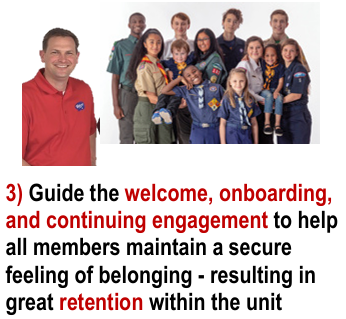 3) Guide the welcome, onboarding,
and continuing engagement to help
all members maintain a secure
feeling of belonging - resulting in
great retention within the unit